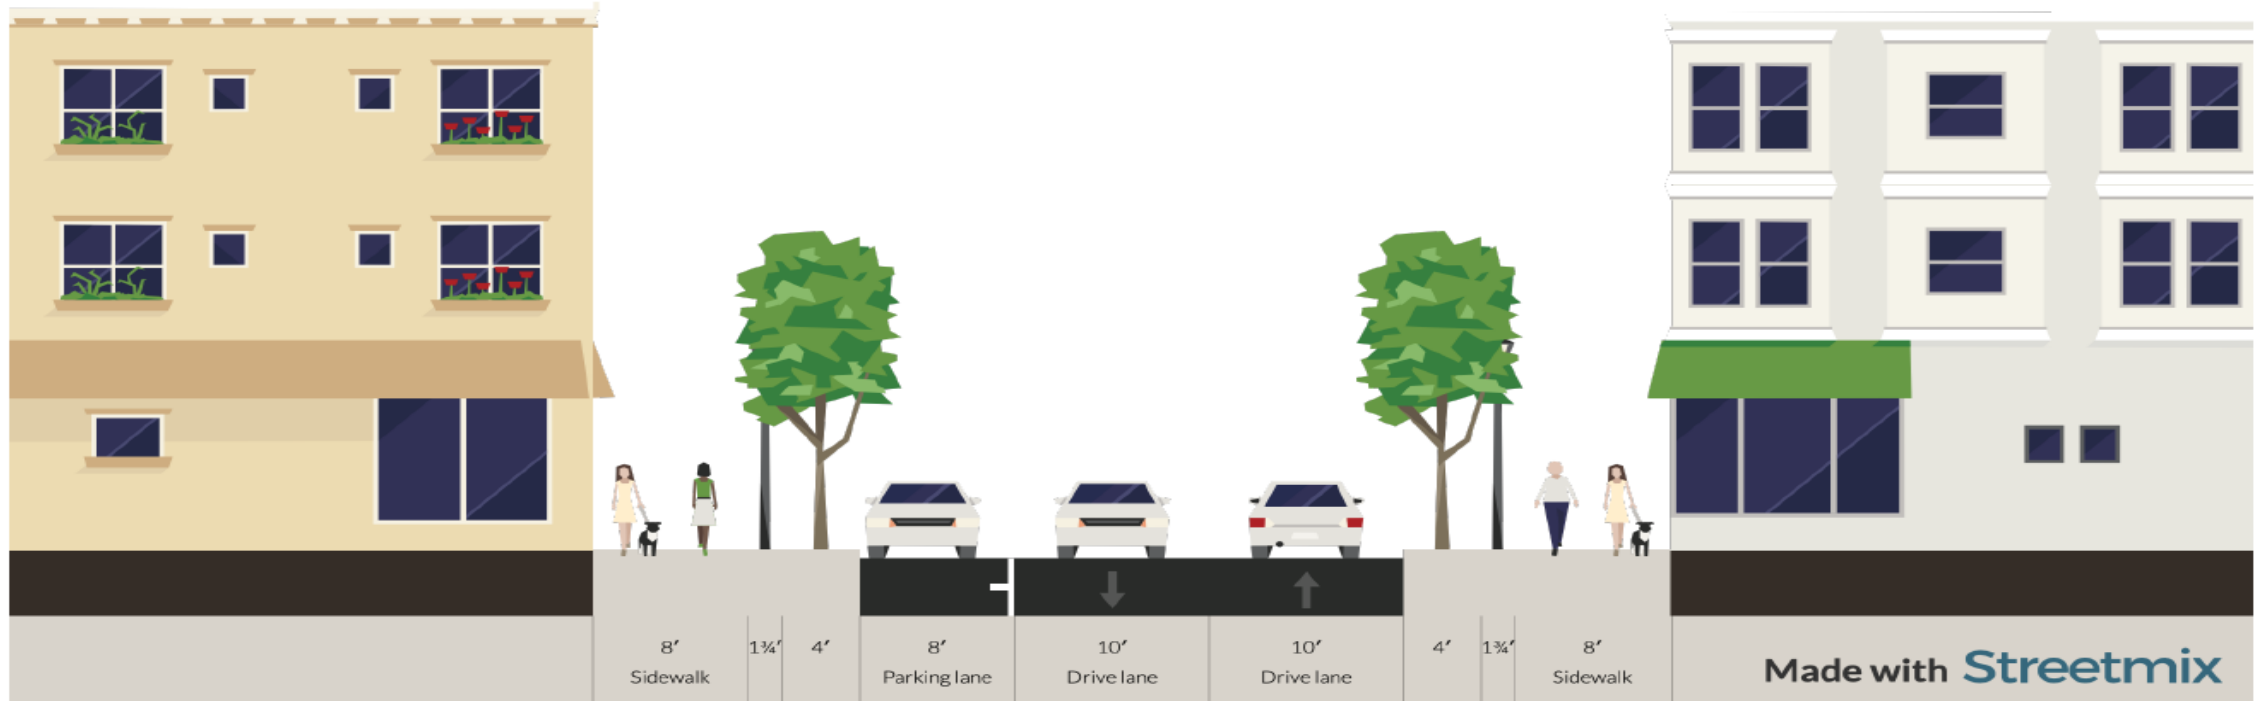 8′ 1¾′ 4′ 8′ 10′ 10′ 4′ 1¾′ 8′
Sidewalk Parking lane Drive lane Drive lane Sidewalk
Made with Streetmix